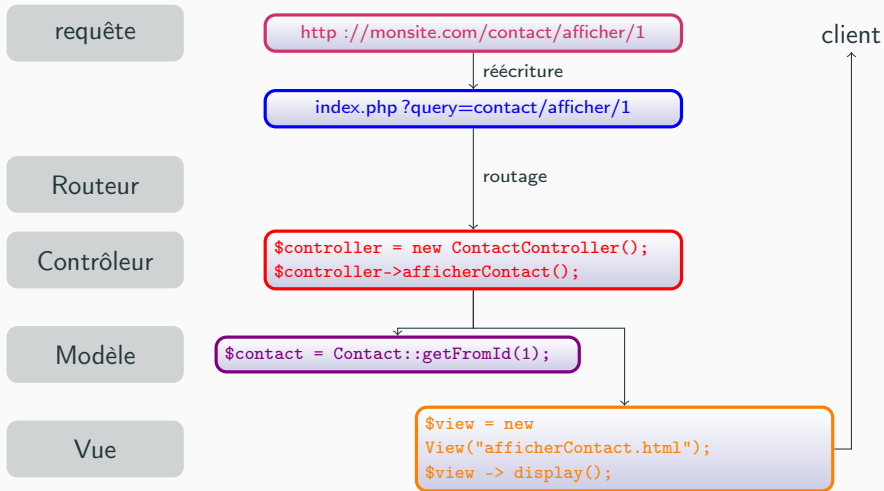 requête
http ://monsite.com/contact/afficher/1
client
réécriture
index.php ?query=contact/afficher/1
Routeur
routage
Contrôleur
$controller = new ContactController();
$controller->afficherContact();
Modèle
$contact = Contact::getFromId(1);
Vue
$view = new
View("afficherContact.html");
$view -> display();